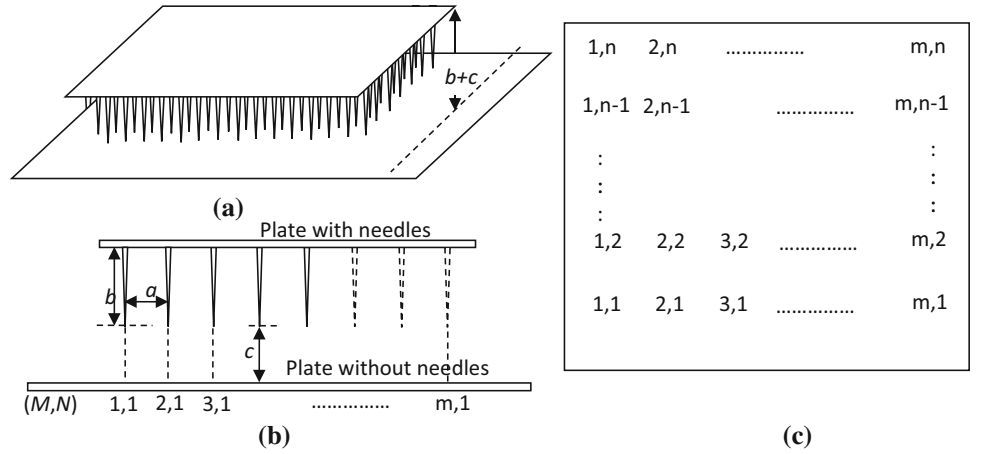 b+c
(a)
Plate with needles
b
a
c
Plate without needles
(M,N) 1,1 2,1 3,1 …………… m,1
(b)
1,n 2,n …………… m,n
1,n-1 2,n-1 …………… m,n-1
: :
: :
: :
1,2 2,2 3,2 …………… m,2
1,1 2,1 3,1 …………… m,1
(c)